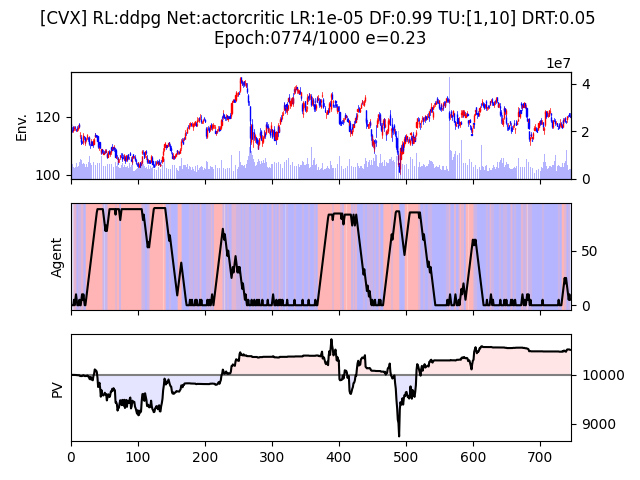 [CVX] RL:ddpg Net:actorcritic LR:1e-05 DF:0.99 TU:[1,10] DRT:0.05
Epoch:0774/1000 e=0.23
1e7
Env.
120
100
4
2
0
Agent
50
0
PV
10000
9000
0
100
200
300
400
500
600
700